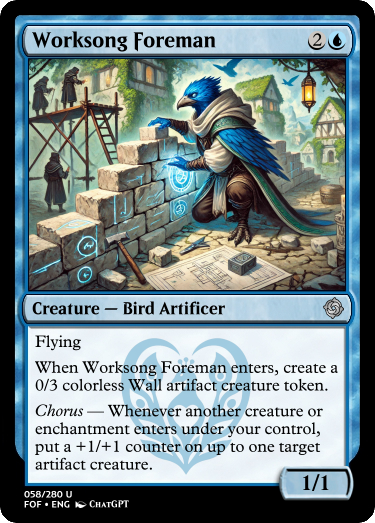 Worksong Foreman 2
Creature — Bird Artificer
Flying
When Worksong Foreman enters, create a
0/3 colorless Wall artifact creature token.
Chorus — Whenever another creature or
enchantment enters under your control,
put a +1/+1 counter on up to one target
artifact creature.
1/1
058/280 U
FOF • ENG ChatGPT